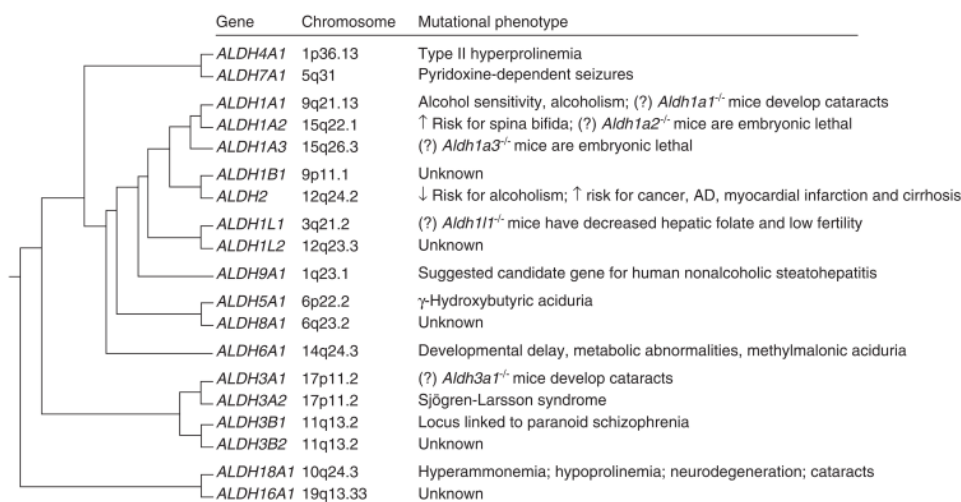 Gene Chromosome Mutational phenotype
ALDH4A1 1p36.13 Type II hyperprolinemia
ALDH7A1 5q31 Pyridoxine-dependent seizures
ALDH1A1 9q21.13 Alcohol sensitivity, alcoholism; (?) Aldh1a1-/- mice develop cataracts
ALDH1A2 15q22.1 ↑ Risk for spina bifida; (?) Aldh1a2-/- mice are embryonic lethal
ALDH1A3 15q26.3 (?) Aldh1a3-/- mice are embryonic lethal
ALDH1B1 9p11.1 Unknown
ALDH2 12q24.2 ↓ Risk for alcoholism; ↑ risk for cancer, AD, myocardial infarction and cirrhosis
ALDH1L1 3q21.2 (?) Aldh1l1-/- mice have decreased hepatic folate and low fertility
ALDH1L2 12q23.3 Unknown
ALDH9A1 1q23.1 Suggested candidate gene for human nonalcoholic steatohepatitis
ALDH5A1 6p22.2 γ-Hydroxybutyric aciduria
ALDH8A1 6q23.2 Unknown
ALDH6A1 14q24.3 Developmental delay, metabolic abnormalities, methylmalonic aciduria
ALDH3A1 17p11.2 (?) Aldh3a1-/- mice develop cataracts
ALDH3A2 17p11.2 Sjögren-Larsson syndrome
ALDH3B1 11q13.2 Locus linked to paranoid schizophrenia
ALDH3B2 11q13.2 Unknown
ALDH18A1 10q24.3 Hyperammonemia; hypoprolinemia; neurodegeneration; cataracts
ALDH16A1 19q13.33 Unknown